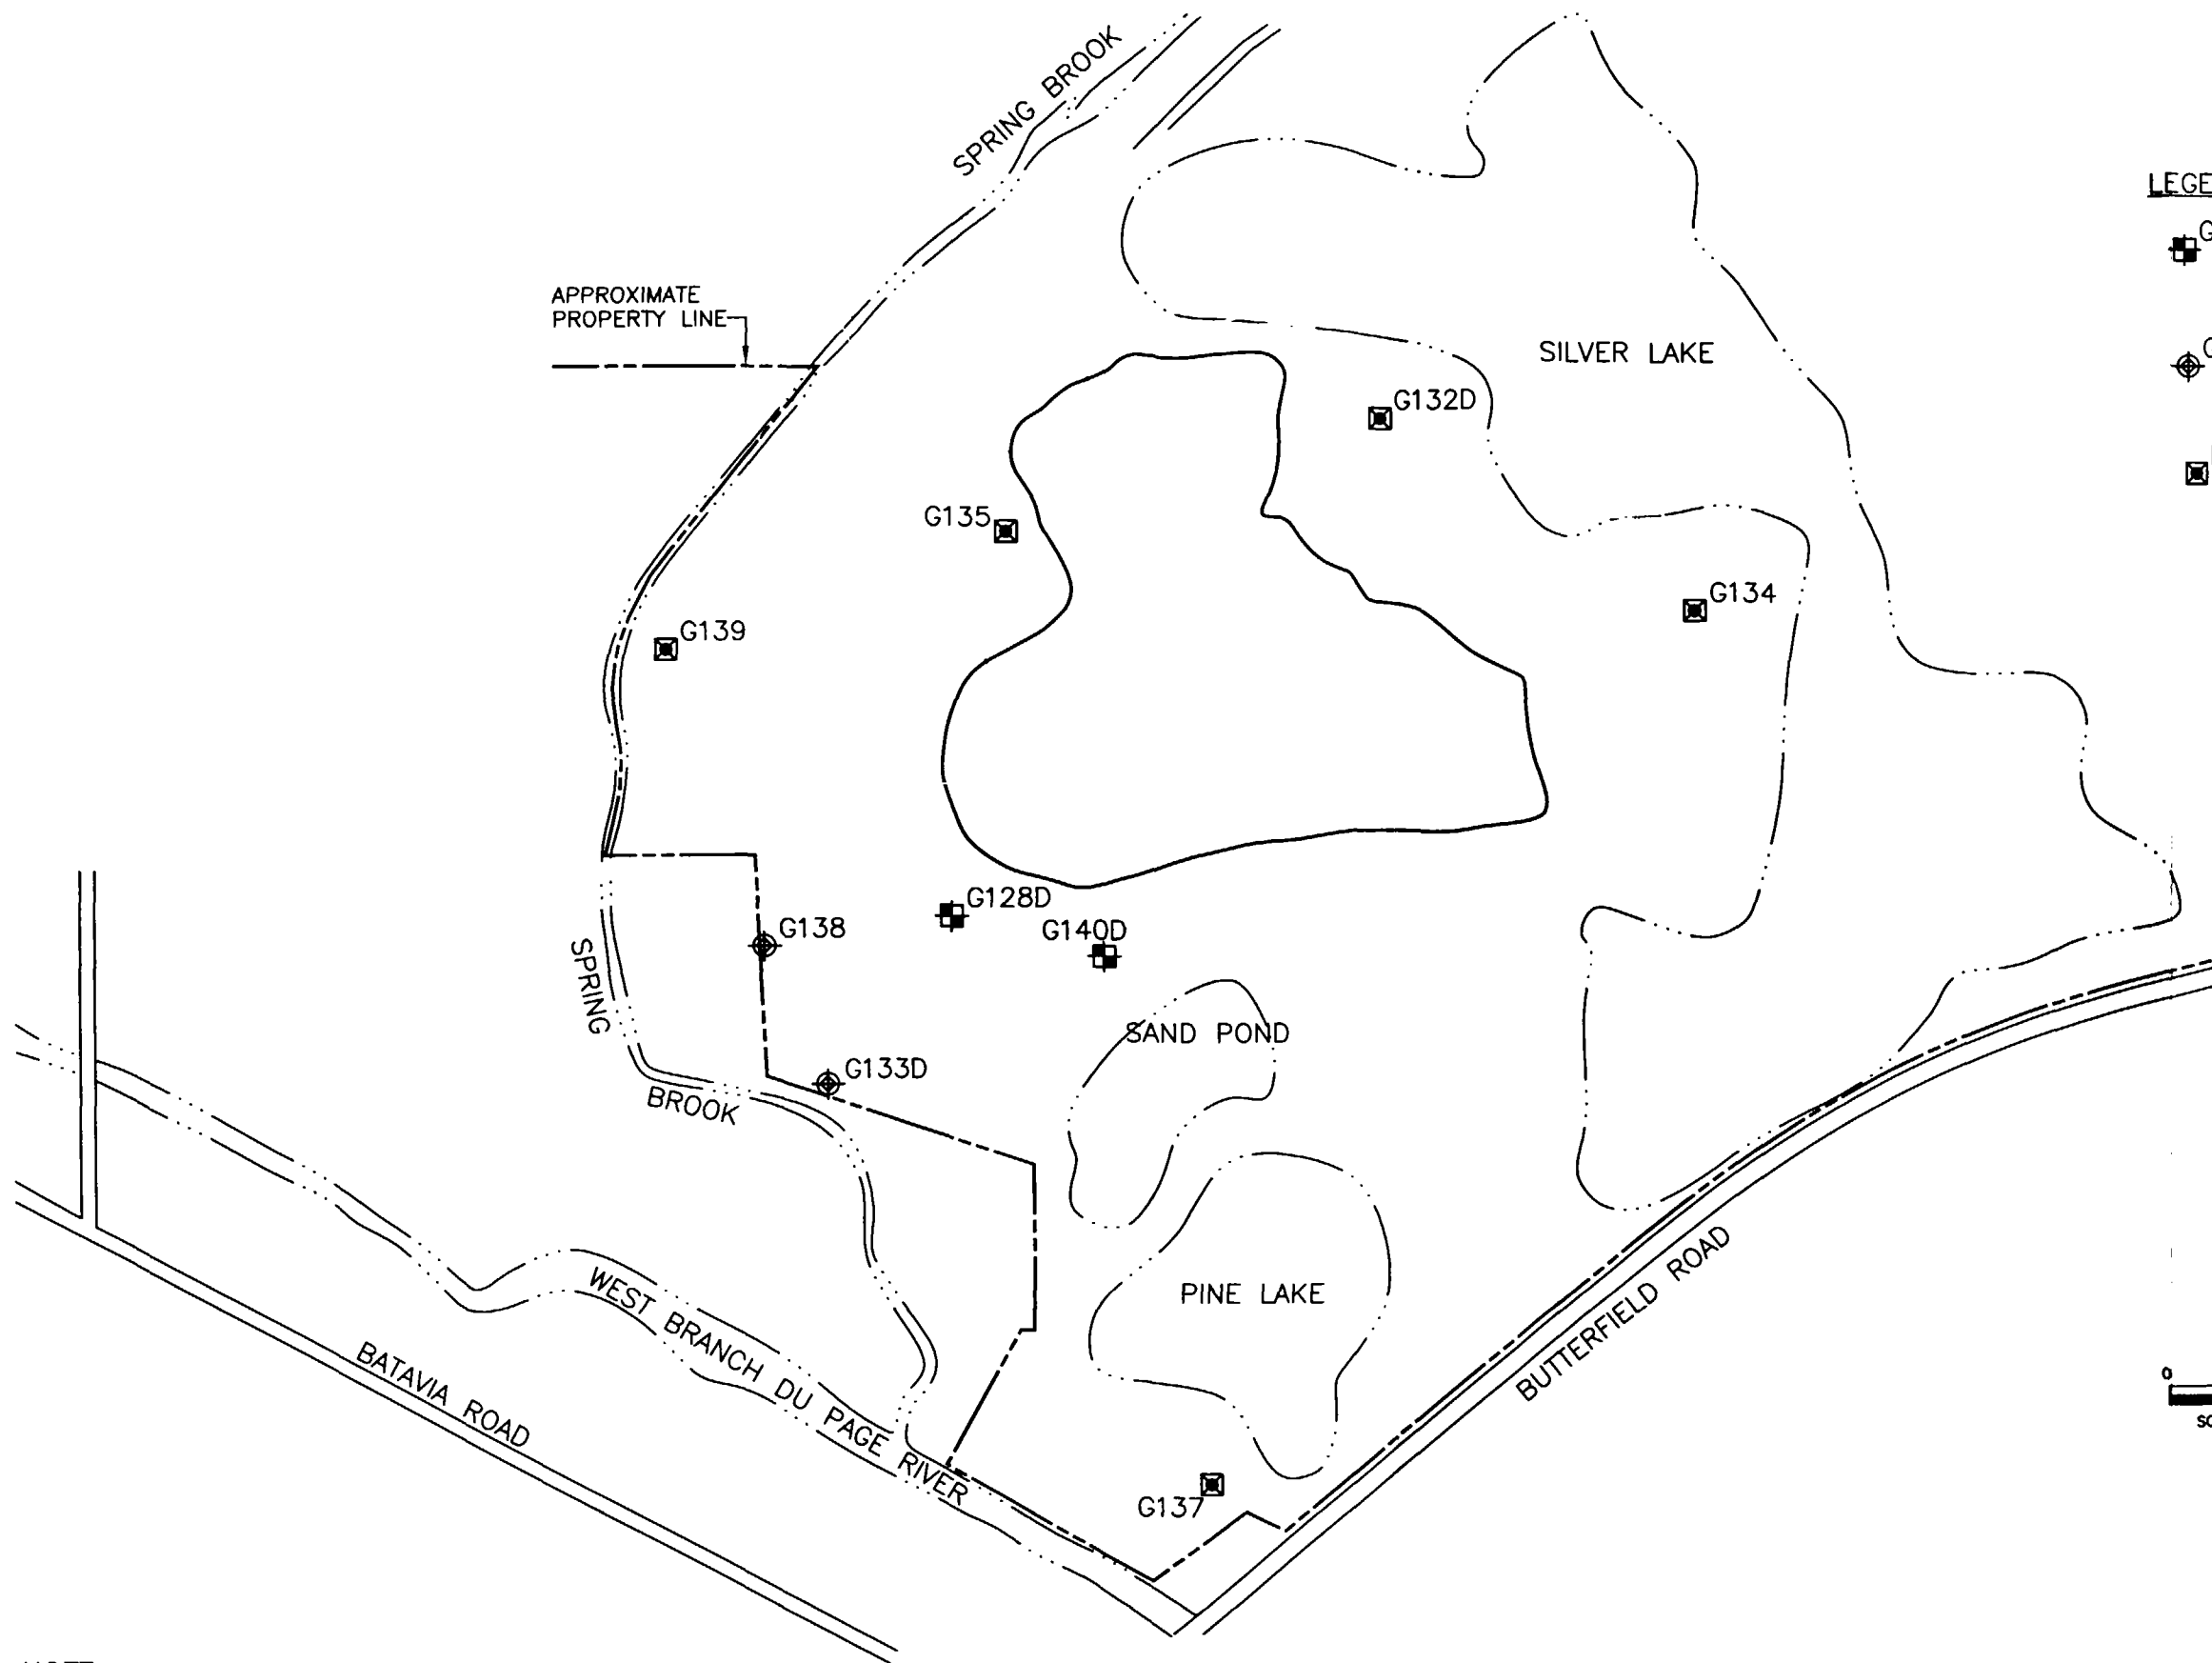 SPRING BROOK
LEGE
G
APPROXIMATE
PROPERTY LINE
SILVER LAKE
G132D
G135
G134
G139
G128D
G138
G140D
SPRING
SAND POND
G133D
BROOK
PINE LAKE
WEST BRANCH DU PAGE RIVER
BUTTERFIELD ROAD
BATAVIA ROAD
0
SC
G137